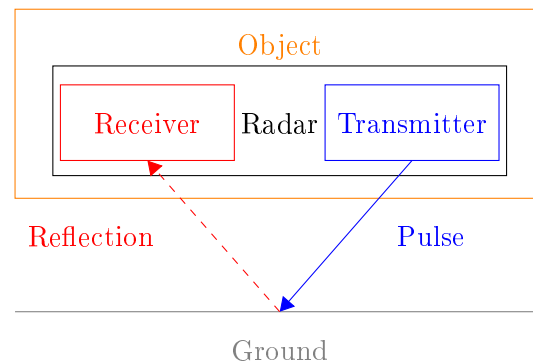 Object
Receiver Radar Transmitter
Reflection Pulse
Ground